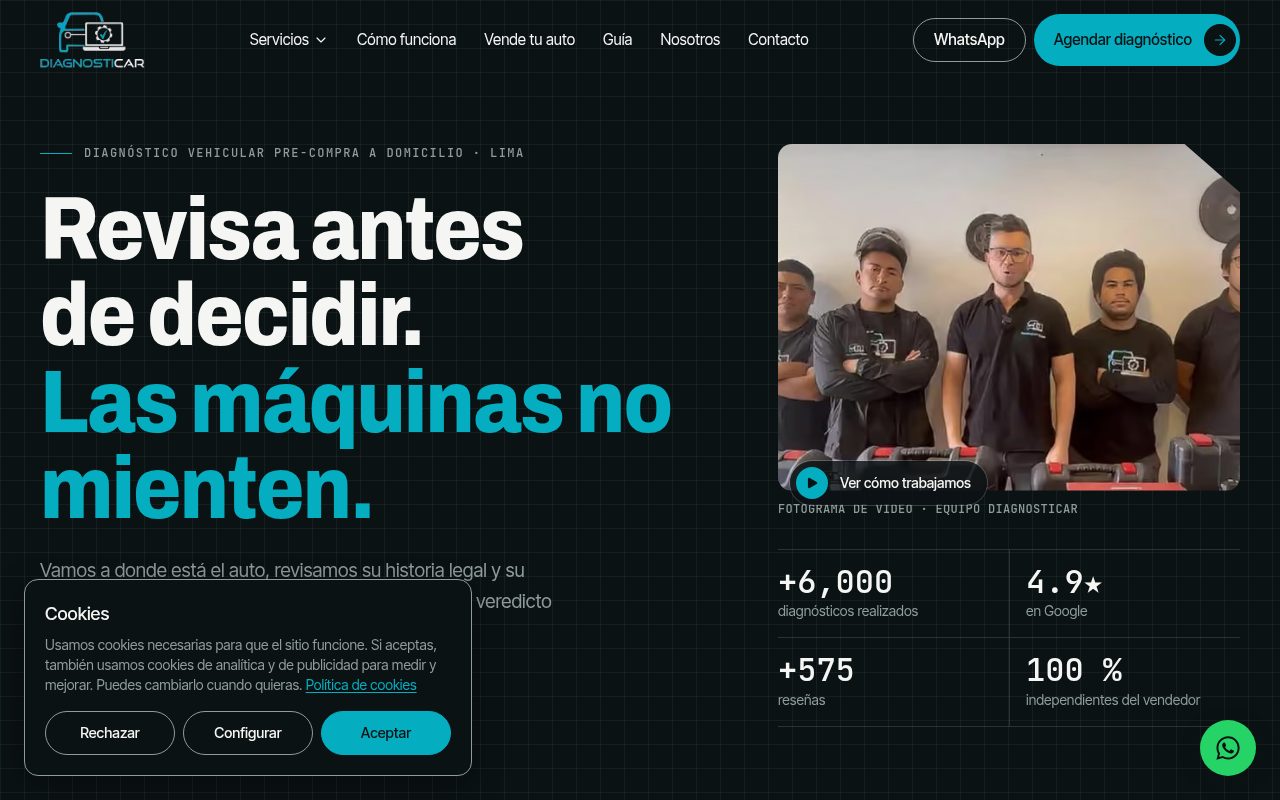 DIAGNOSTICAR
Servicios
Cómo funciona
Vende tu auto
Guía
Nosotros
Contacto
WhatsApp
Agendar diagnóstico
DIAGNÓSTICO VEHICULAR PRE-COMPRA A DOMICILIO · LIMA
Revisa antes
de decidir.
Las máquinas no
mienten.
Vamos a donde está el auto, revisamos su historia legal y su
veredicto
Ver cómo trabajamos
FOTOGRAMA DE VIDEO · EQUIPO DIAGNOSTICAR
+6,000
diagnósticos realizados
4.9★
en Google
+575
reseñas
100 %
independientes del vendedor
Cookies
Usamos cookies necesarias para que el sitio funcione. Si aceptas,
también usamos cookies de analítica y de publicidad para medir y
mejorar. Puedes cambiarlo cuando quieras. Política de cookies
Rechazar
Configurar
Aceptar